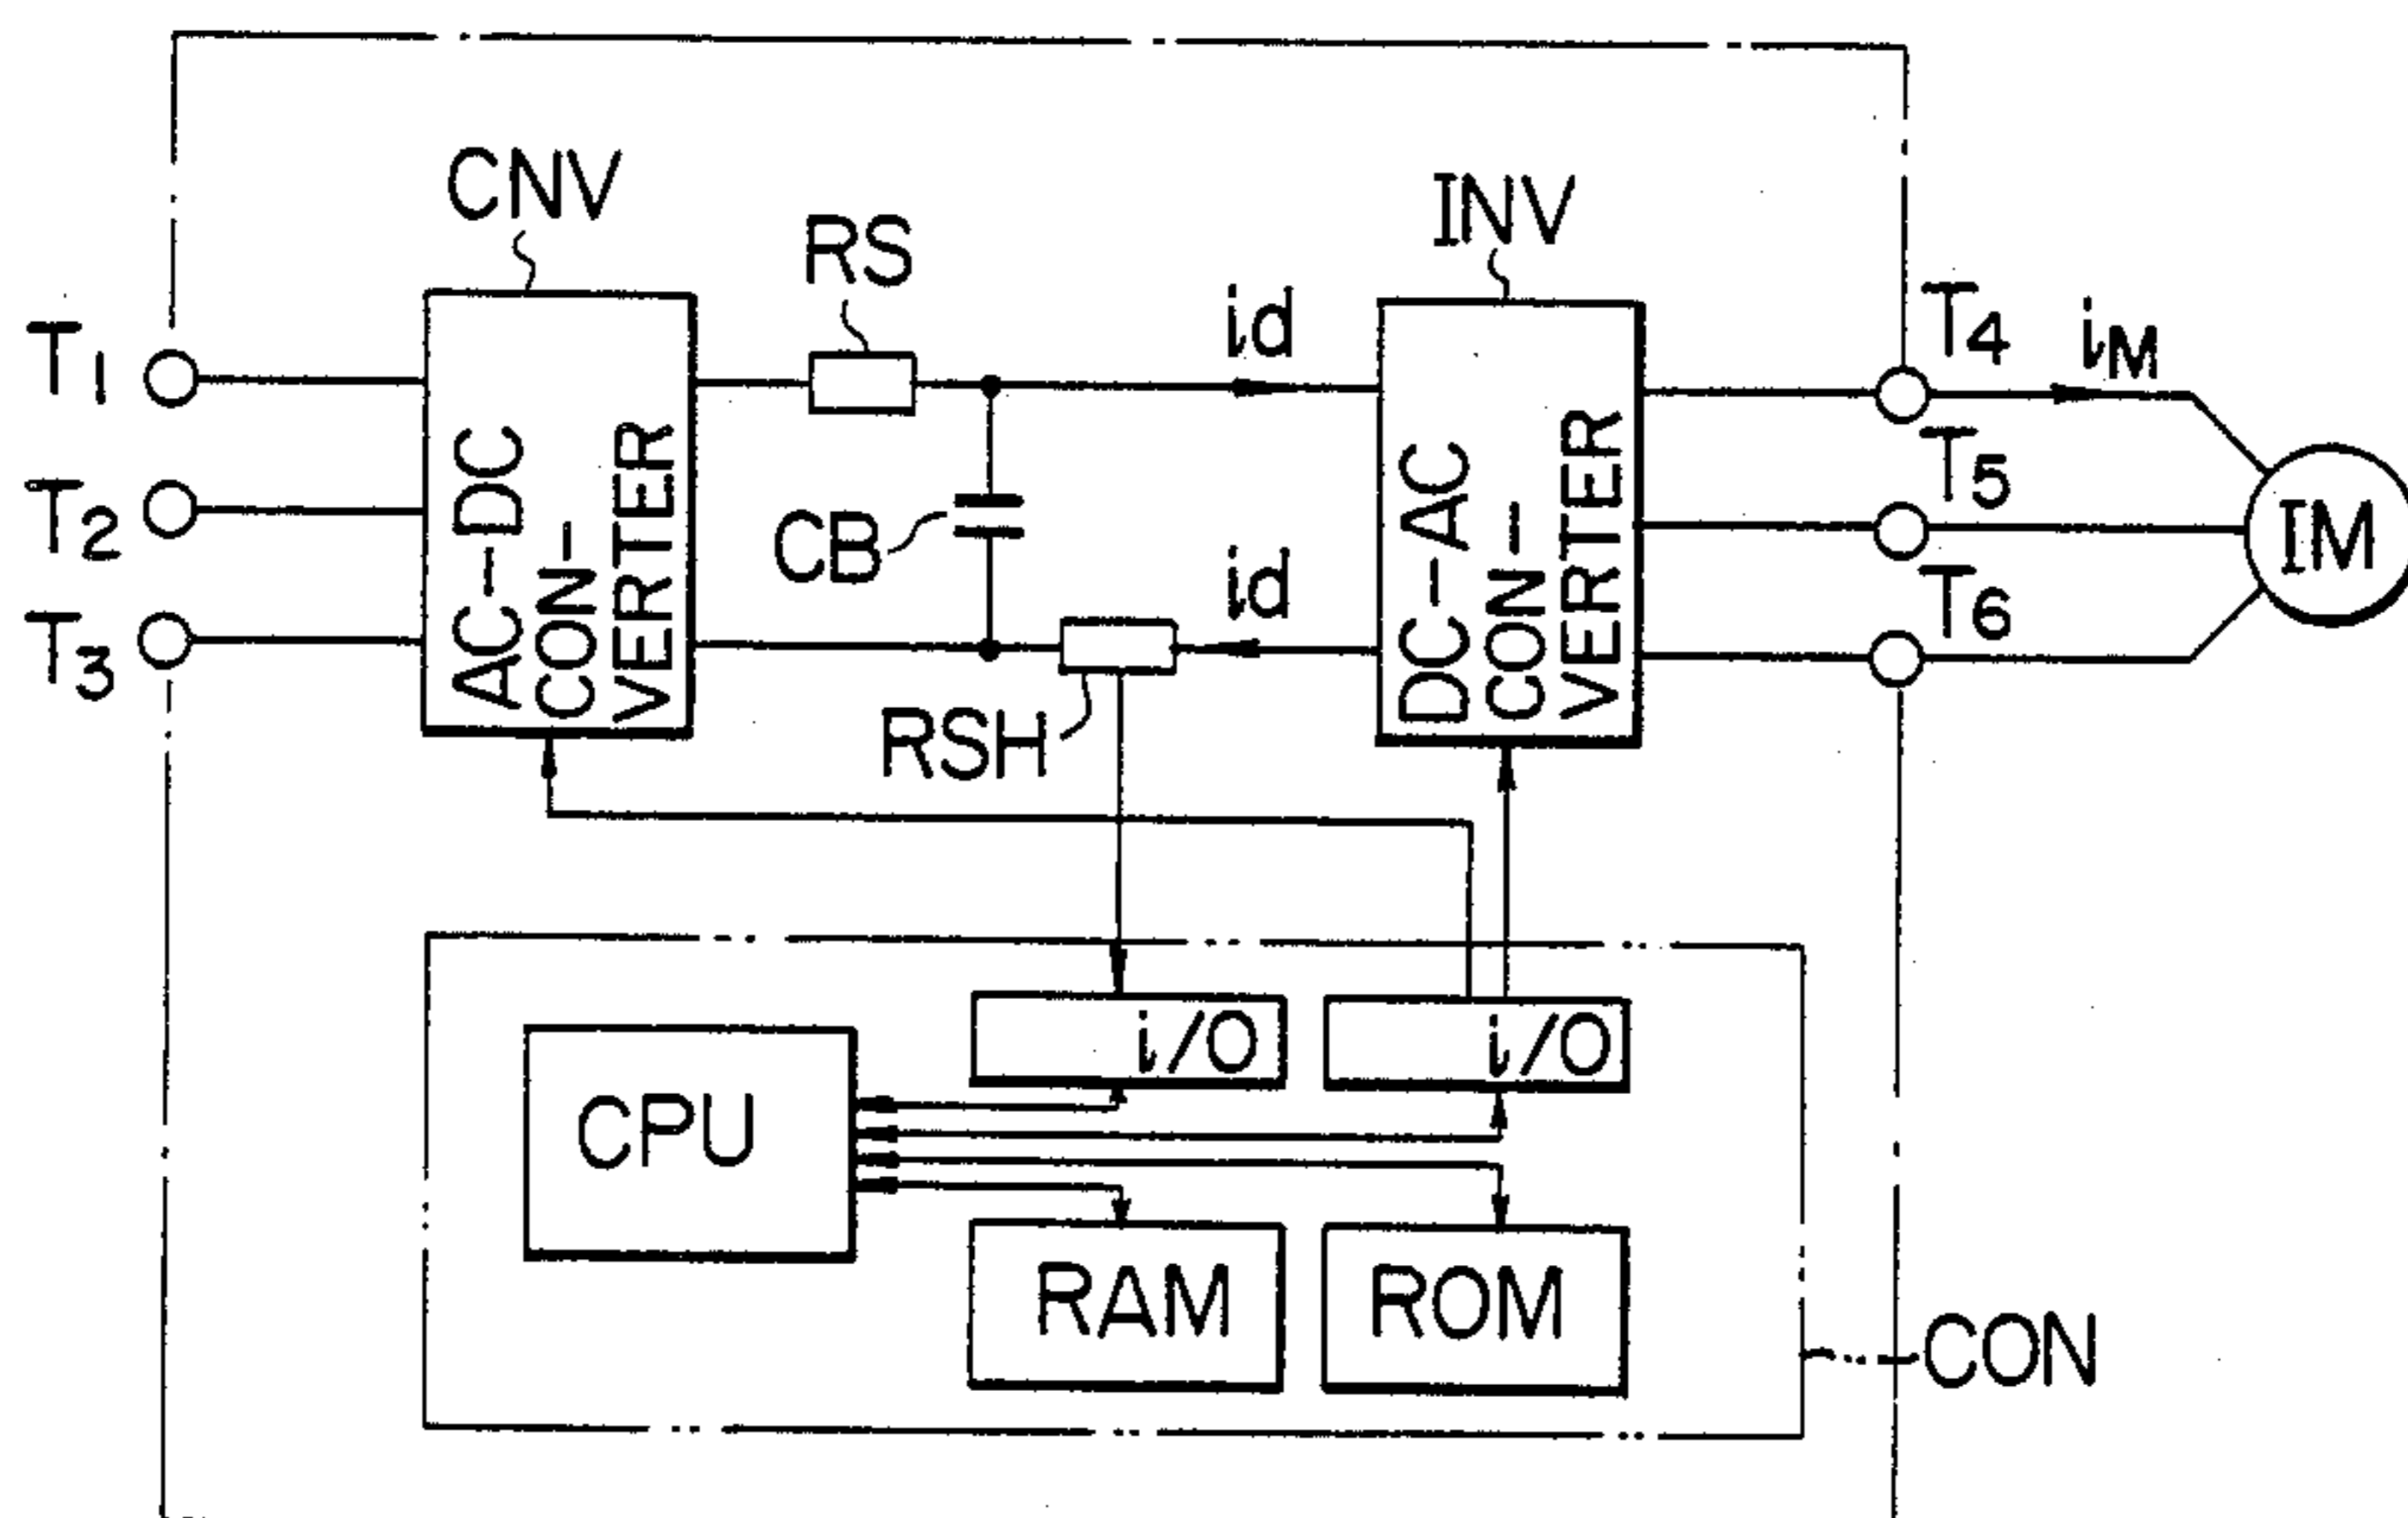 CNV
RS
id
INV
T1
T2
T3
AC-DC
CON-
VERTER
CB
RSH
id
DC-AC
CON-
VERTER
T4
iM
T5
T6
IM
CPU
i/O
i/O
RAM
ROM
CON